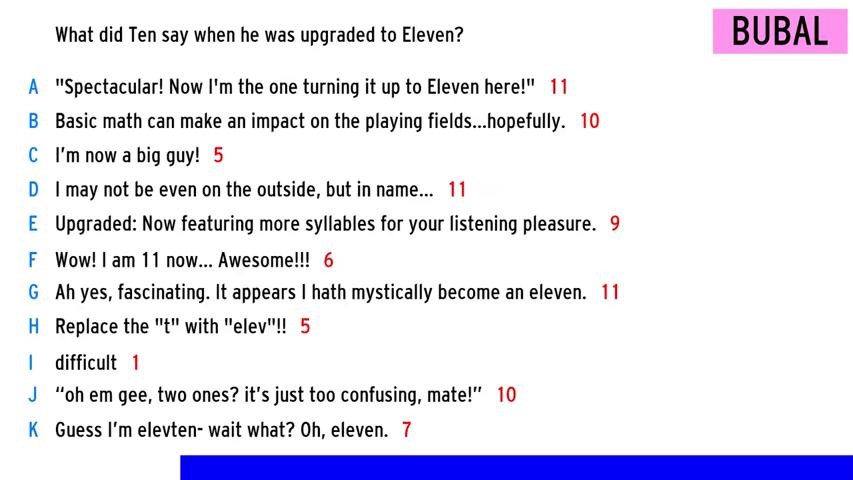 What did Ten say when he was upgraded to Eleven?
BUBAL
A "Spectacular! Now I'm the one turning it up to Eleven here!" 11
B Basic math can make an impact on the playing fields...hopefully. 10
C I’m now a big guy! 5
D I may not be even on the outside, but in name... 11
E Upgraded: Now featuring more syllables for your listening pleasure. 9
F Wow! I am 11 now... Awesome!!! 6
G Ah yes, fascinating. It appears I hath mystically become an eleven. 11
H Replace the "t" with "elev"!! 5
I difficult 1
J “oh em gee, two ones? it’s just too confusing, mate!” 10
K Guess I’m elevten- wait what? Oh, eleven. 7